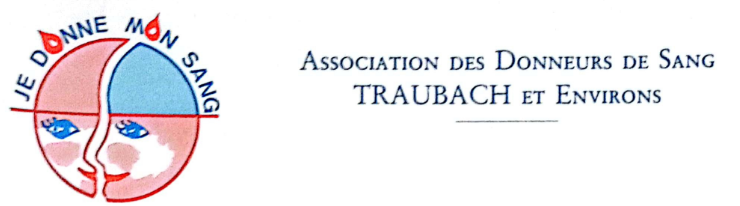 JE DONNE MON SANG
ASSOCIATION DES DONNEURS DE SANG
TRAUBACH ET ENVIRONS